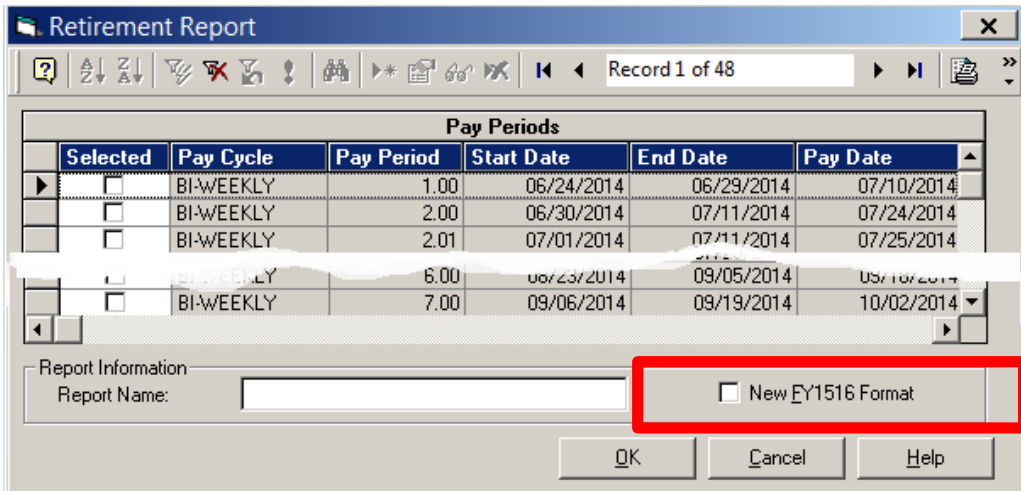 Retirement Report
Record 1 of 48
Pay Periods
Selected Pay Cycle Pay Period Start Date End Date Pay Date
BI-WEEKLY 1.00 06/24/2014 06/29/2014 07/10/2014
BI-WEEKLY 2.00 06/30/2014 07/11/2014 07/24/2014
BI-WEEKLY 2.01 07/01/2014 07/11/2014 07/25/2014
6.00 08/23/2014 09/05/2014
BI-WEEKLY 7.00 09/06/2014 09/19/2014 10/02/2014
Report Information
Report Name:
New FY1516 Format
OK Cancel Help